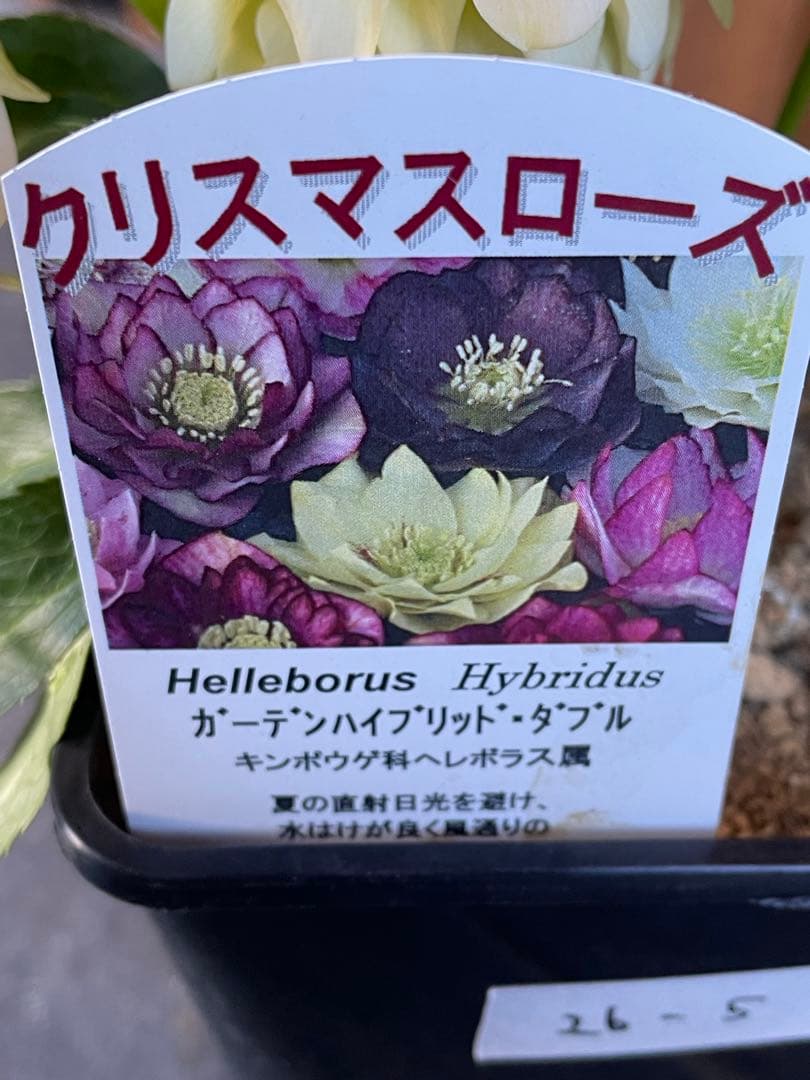 クリスマスローズ
Helleborus Hybridus
ガーデンハイブリッド・ダブル
キンポウゲ科ヘレボラス属
夏の直射日光を避け、
水はけが良く風通りの
26-5